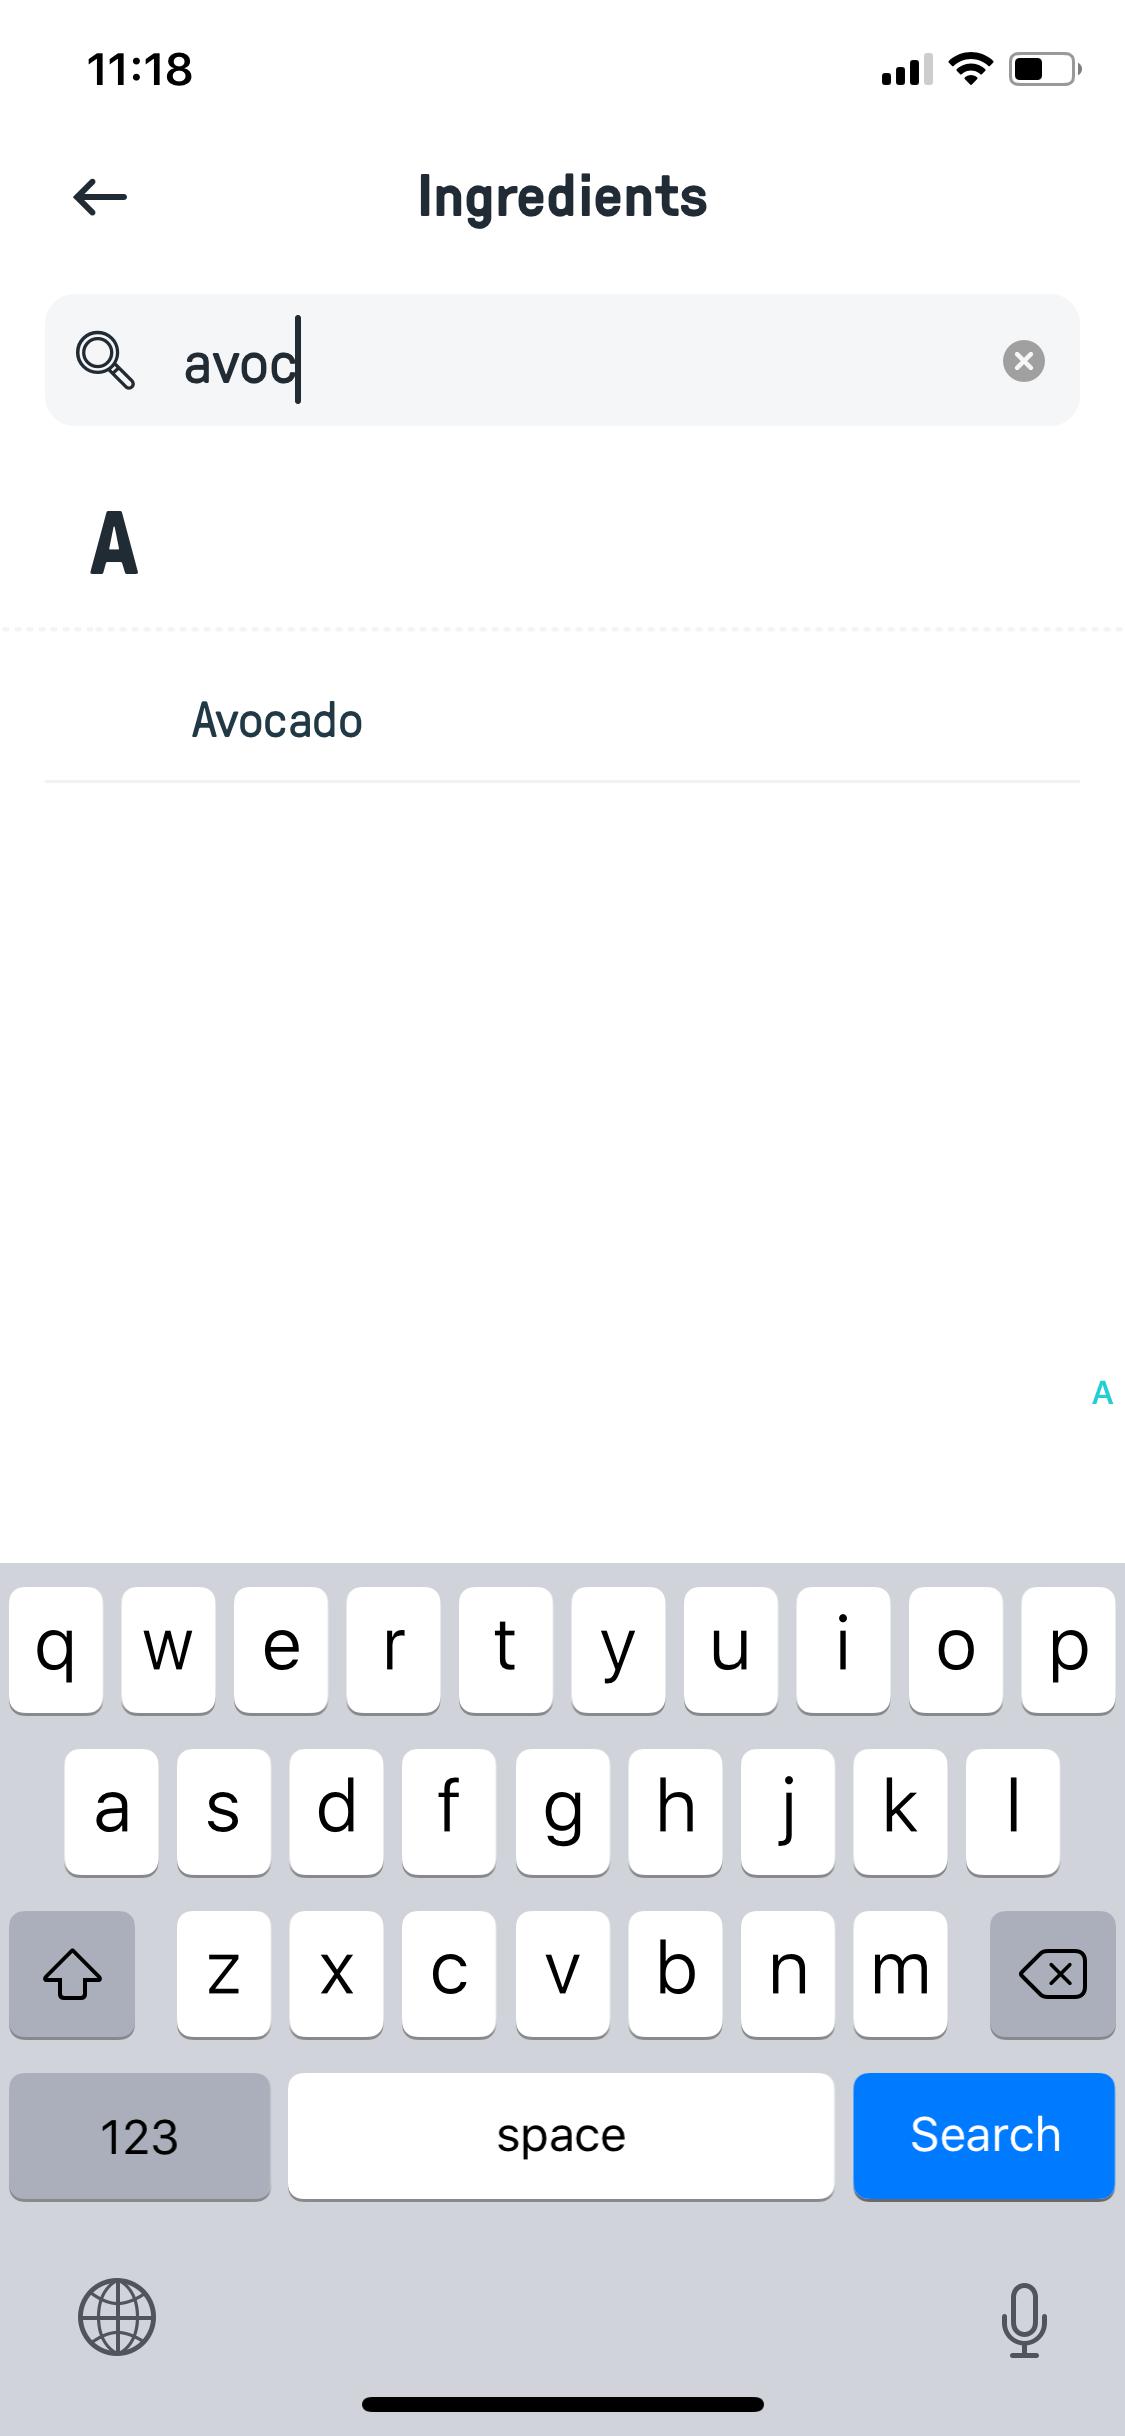 11:18
Ingredients
avoc
A
Avocado
A
q w e r t y u i o p
a s d f g h j k l
z x c v b n m
123 space Search